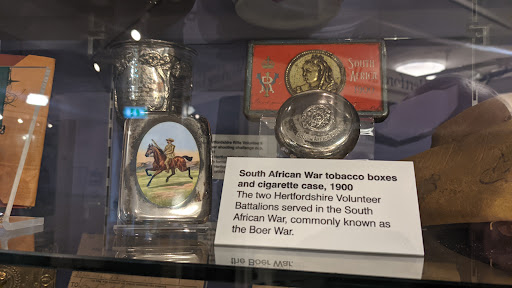 SOUTH
AFRICA
South African War tobacco boxes
and cigarette case, 1900
The two Hertfordshire Volunteer
Battalions served in the South
African War, commonly known as
the Boer War.